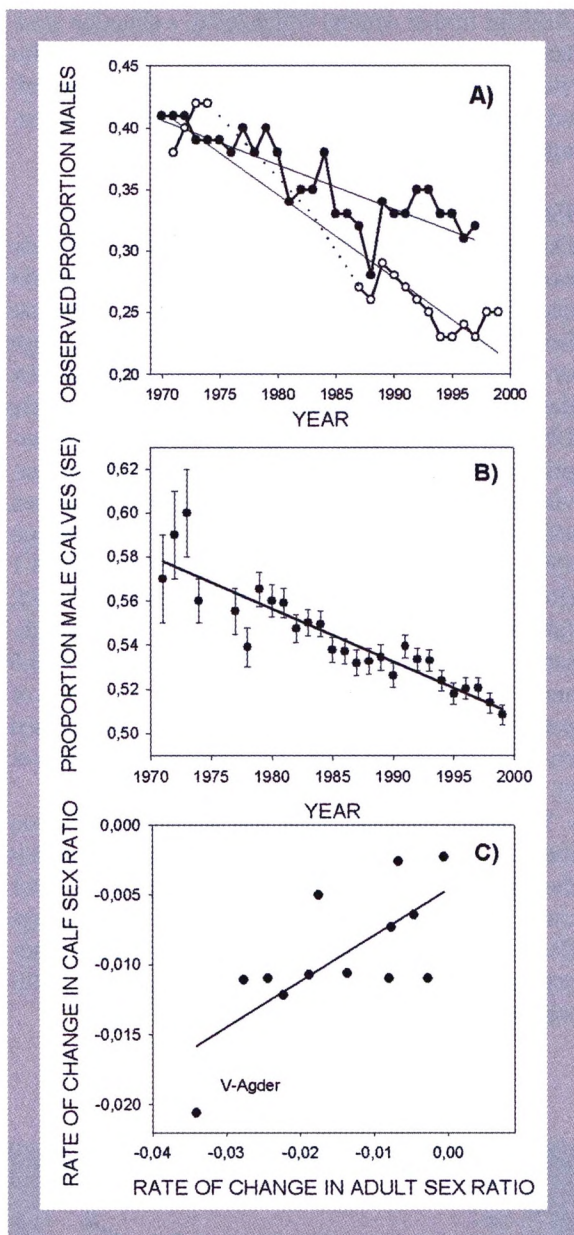 A)
OBSERVED PROPORTION MALES
0,45
0,40
0,35
0,30
0,25
0,20
1970 1975 1980 1985 1990 1995 2000
YEAR
B)
PROPORTION MALE CALVES (SE)
0,62
0,60
0,58
0,56
0,54
0,52
0,50
1970 1975 1980 1985 1990 1995 2000
YEAR
C)
RATE OF CHANGE IN CALF SEX RATIO
0,000
-0,005
-0,010
-0,015
-0,020
V-Agder
-0,04 -0,03 -0,02 -0,01 0,00
RATE OF CHANGE IN ADULT SEX RATIO